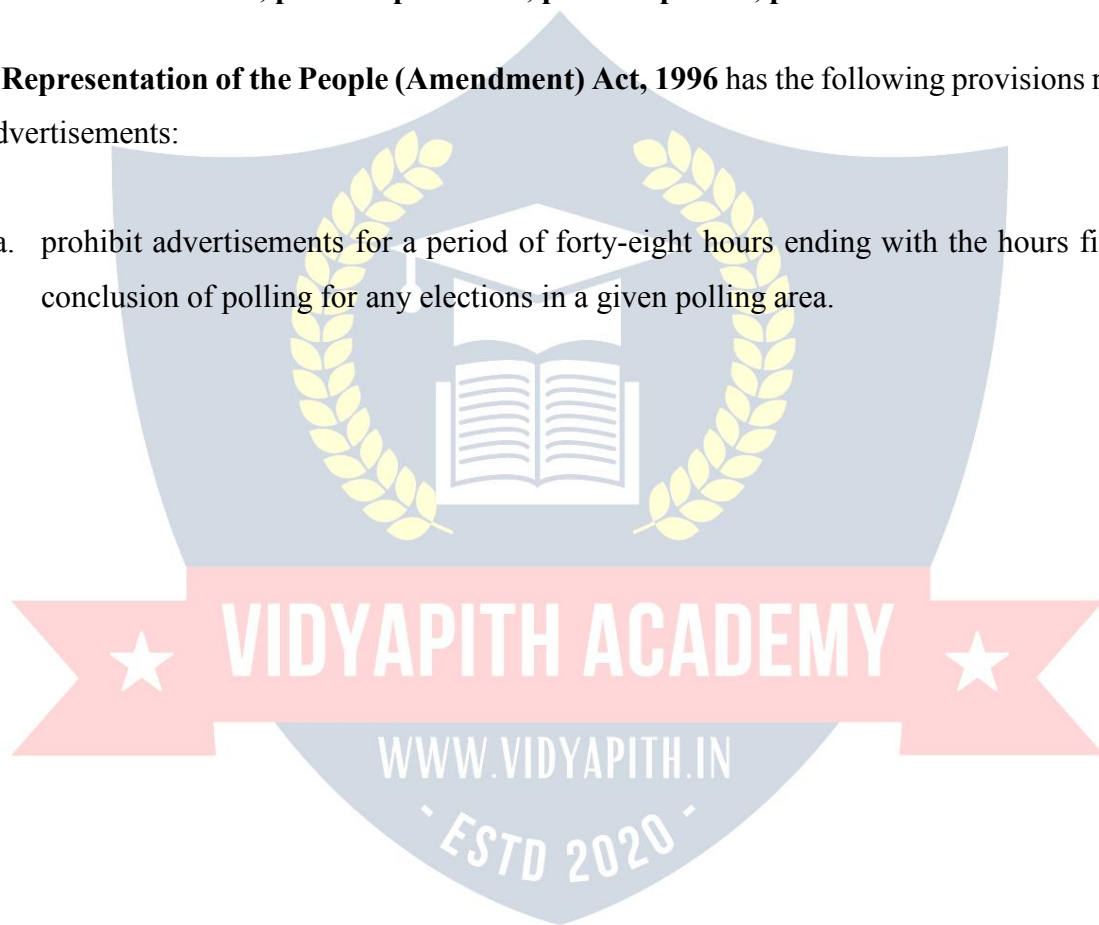 Representation of the People (Amendment) Act, 1996 has the following provisions
dvertisements:
a. prohibit advertisements for a period of forty-eight hours ending with the hours
conclusion of polling for any elections in a given polling area.
VIDYAPITH ACADEMY
WWW.VIDYAPITH.IN
- ESTD 2020 -